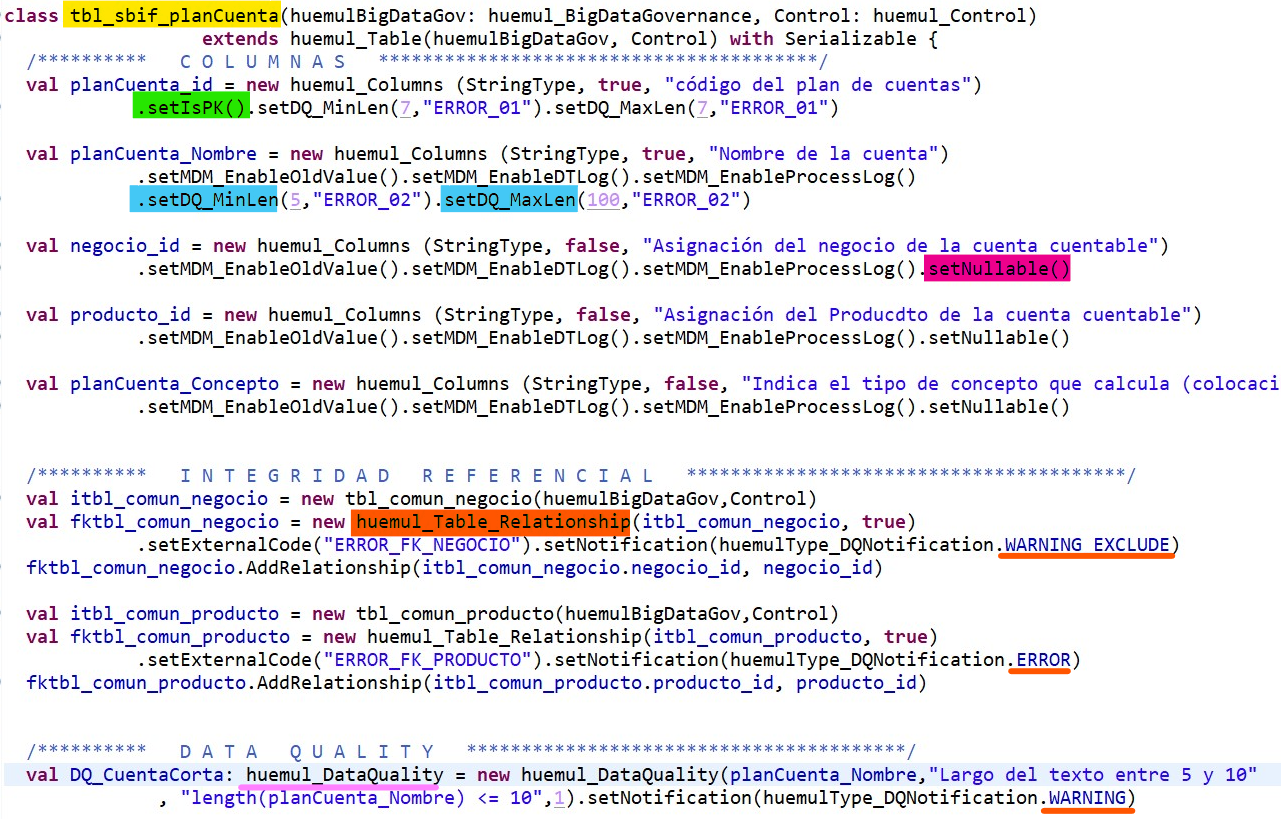 class tbl_sbif_planCuenta(huemulBigDataGov: huemul_BigDataGovernance, Control: huemul_Control)
extends huemul_Table(huemulBigDataGov, Control) with Serializable {
/********** C O L U M N A S ****************************************/
val planCuenta_id = new huemul_Columns (StringType, true, "código del plan de cuentas")
.setIsPK().setDQ_MinLen(7,"ERROR_01").setDQ_MaxLen(7,"ERROR_01")
val planCuenta_Nombre = new huemul_Columns (StringType, true, "Nombre de la cuenta")
.setMDM_EnableOldValue().setMDM_EnableDTLog().setMDM_EnableProcessLog()
.setDQ_MinLen(5,"ERROR_02").setDQ_MaxLen(100,"ERROR_02")
val negocio_id = new huemul_Columns (StringType, false, "Asignación del negocio de la cuenta cuentable")
.setMDM_EnableOldValue().setMDM_EnableDTLog().setMDM_EnableProcessLog().setNullable()
val producto_id = new huemul_Columns (StringType, false, "Asignación del Producdto de la cuenta cuentable")
.setMDM_EnableOldValue().setMDM_EnableDTLog().setMDM_EnableProcessLog().setNullable()
val planCuenta_Concepto = new huemul_Columns (StringType, false, "Indica el tipo de concepto que calcula (colocaci
.setMDM_EnableOldValue().setMDM_EnableDTLog().setMDM_EnableProcessLog().setNullable()
/********** I N T E G R I D A D R E F E R E N C I A L ****************************************/
val itbl_comun_negocio = new tbl_comun_negocio(huemulBigDataGov,Control)
val fktbl_comun_negocio = new huemul_Table_Relationship(itbl_comun_negocio, true)
.setExternalCode("ERROR_FK_NEGOCIO").setNotification(huemulType_DQNotification.WARNING_EXCLUDE)
fktbl_comun_negocio.AddRelationship(itbl_comun_negocio.negocio_id, negocio_id)
val itbl_comun_producto = new tbl_comun_producto(huemulBigDataGov,Control)
val fktbl_comun_producto = new huemul_Table_Relationship(itbl_comun_producto, true)
.setExternalCode("ERROR_FK_PRODUCTO").setNotification(huemulType_DQNotification.ERROR)
fktbl_comun_producto.AddRelationship(itbl_comun_producto.producto_id, producto_id)
/********** D A T A Q U A L I T Y ****************************************/
val DQ_CuentaCorta: huemul_DataQuality = new huemul_DataQuality(planCuenta_Nombre,"Largo del texto entre 5 y 10"
, "length(planCuenta_Nombre) <= 10",1).setNotification(huemulType_DQNotification.WARNING)